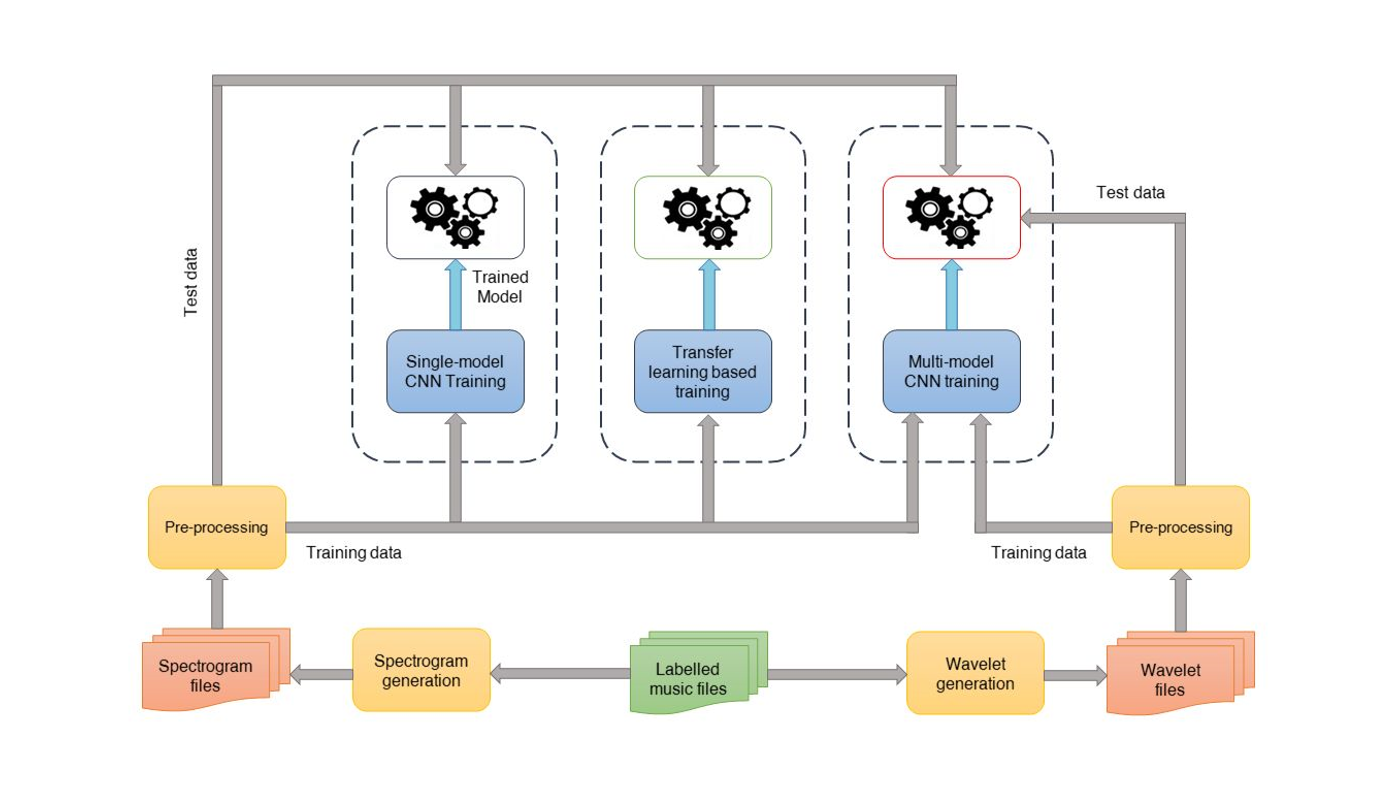 Test data
Test data
Trained
Model
Single-model
CNN Training
Transfer
learning based
training
Multi-model
CNN training
Pre-processing
Pre-processing
Training data
Training data
Spectrogram
files
Spectrogram
generation
Labelled
music files
Wavelet
generation
Wavelet
files